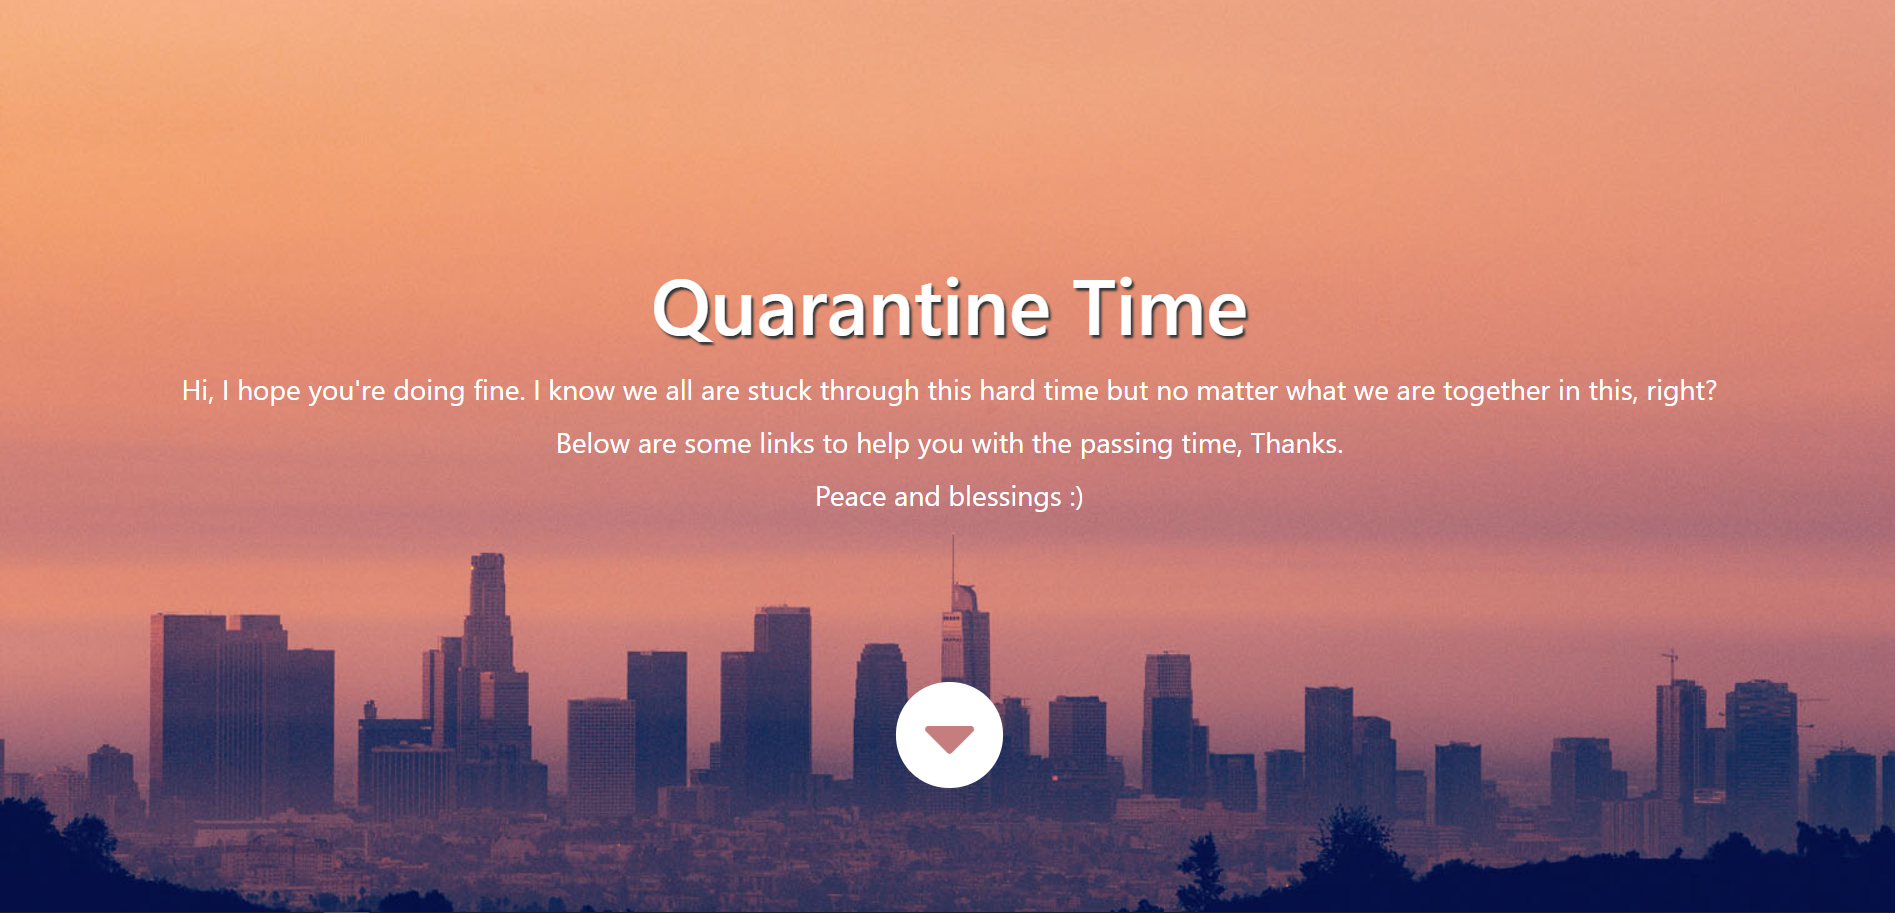 Quarantine Time
Hi, I hope you're doing fine. I know we all are stuck through this hard time but no matter what we are together in this, right?
Below are some links to help you with the passing time, Thanks.
Peace and blessings :)